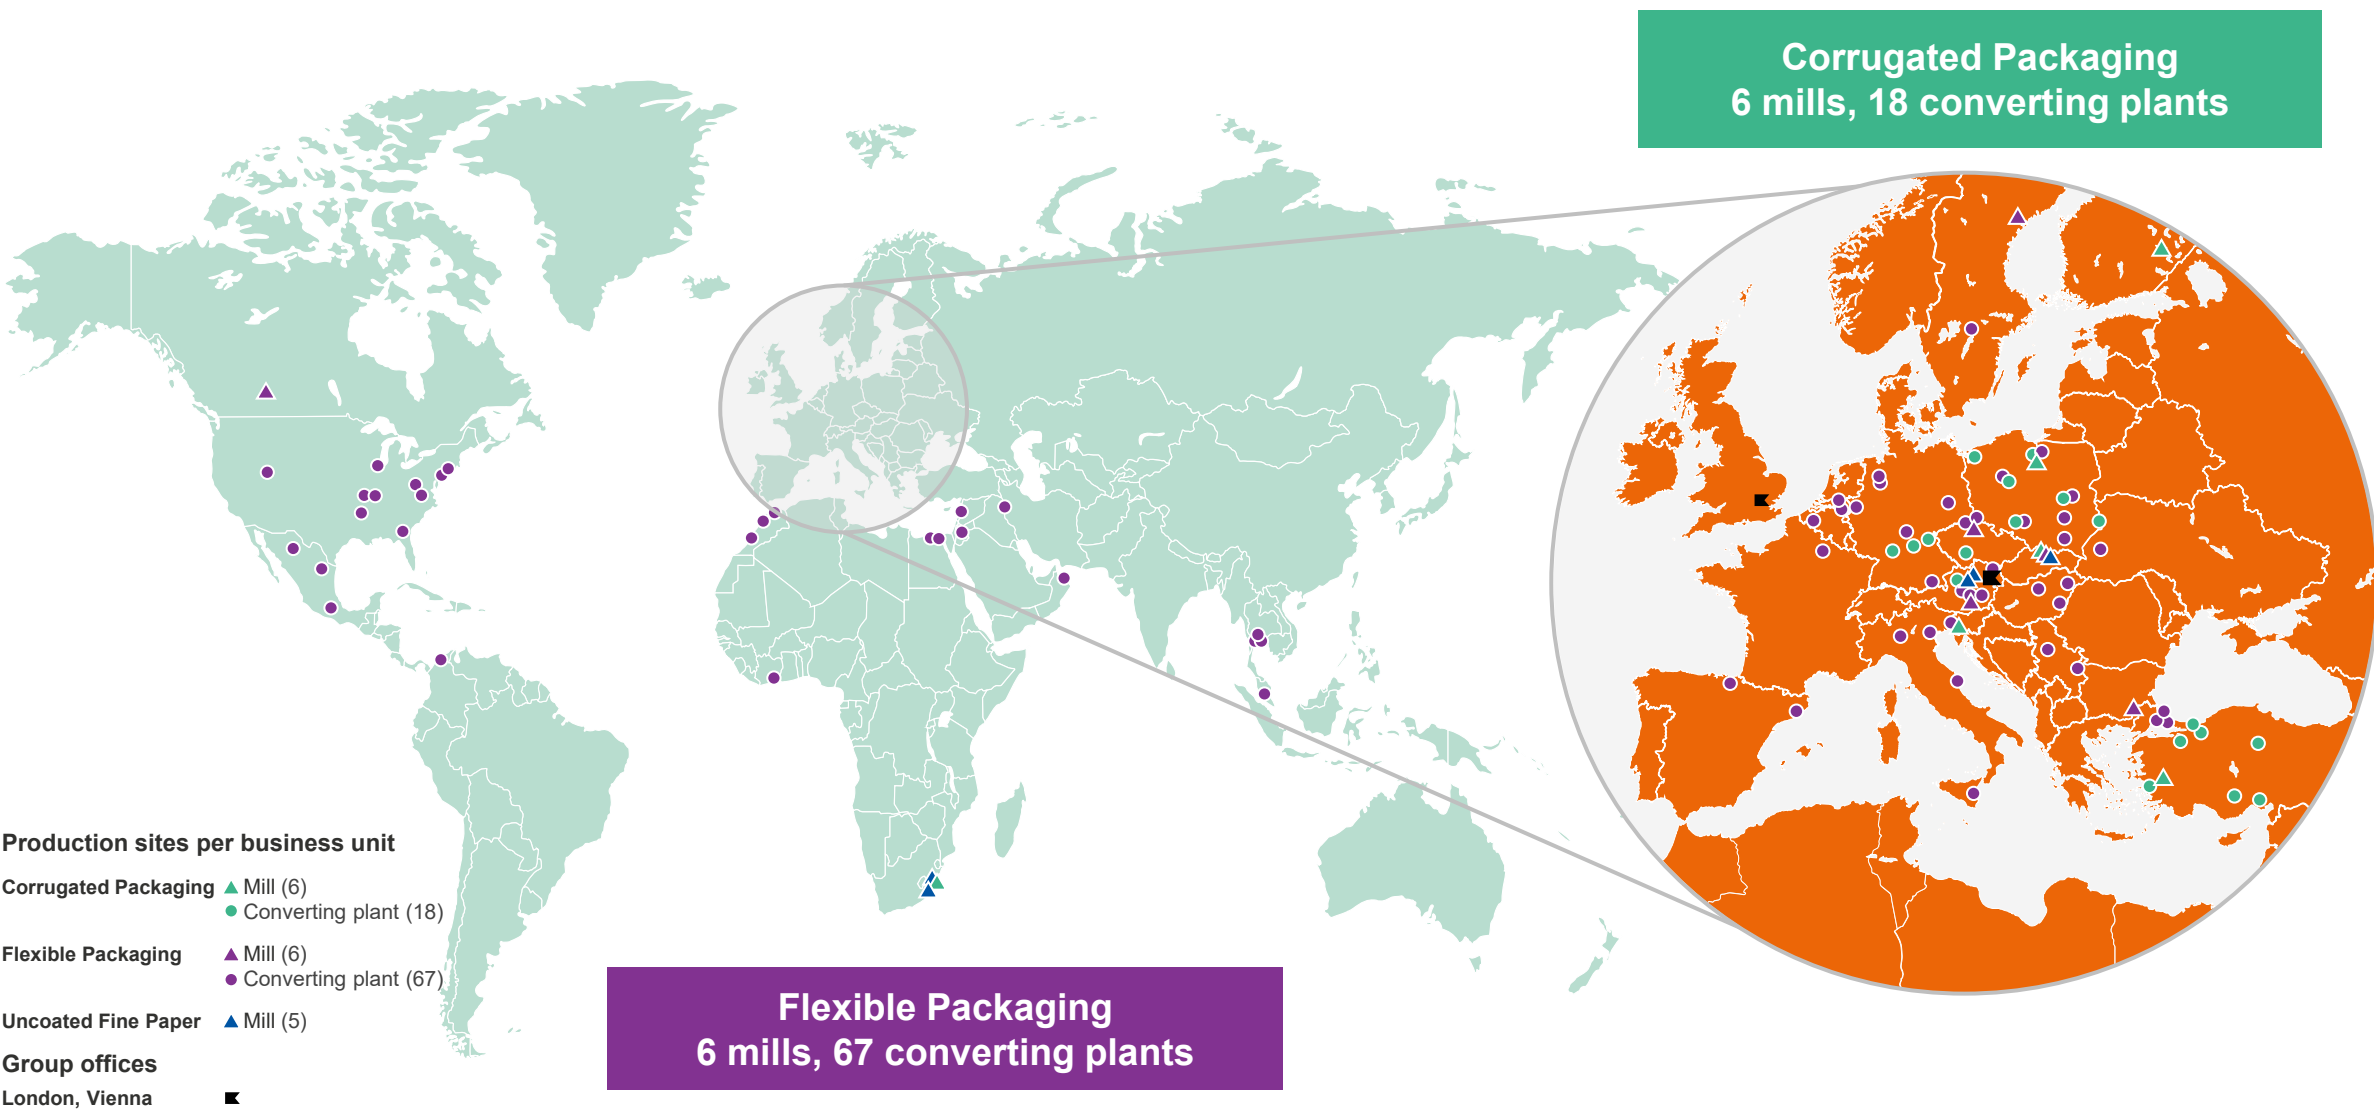 Corrugated Packaging
6 mills, 18 converting plants
Production sites per business unit
Corrugated Packaging Mill (6)
Converting plant (18)
Flexible Packaging Mill (6)
Converting plant (67)
Uncoated Fine Paper Mill (5)
Group offices
London, Vienna
Flexible Packaging
6 mills, 67 converting plants